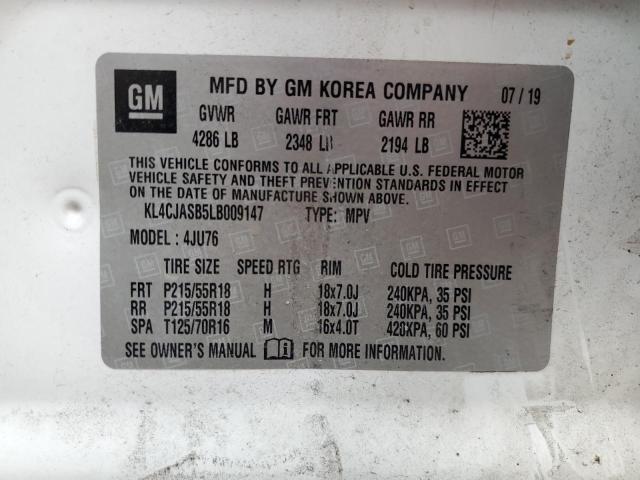 GM MFD BY GM KOREA COMPANY 07 / 19
GVWR GAWR FRT GAWR RR
4286 LB 2348 LB 2194 LB
THIS VEHICLE CONFORMS TO ALL APPLICABLE U.S. FEDERAL MOTOR
VEHICLE SAFETY AND THEFT PREVENTION STANDARDS IN EFFECT
ON THE DATE OF MANUFACTURE SHOWN ABOVE.
KL4CJASB5LB009147 TYPE: MPV
MODEL : 4JU76
TIRE SIZE SPEED RTG RIM COLD TIRE PRESSURE
FRT P215/55R18 H 18x7.0J 240KPA, 35 PSI
RR P215/55R18 H 18x7.0J 240KPA, 35 PSI
SPA T125/70R16 M 16x4.0T 420KPA, 60 PSI
SEE OWNER'S MANUAL FOR MORE INFORMATION.